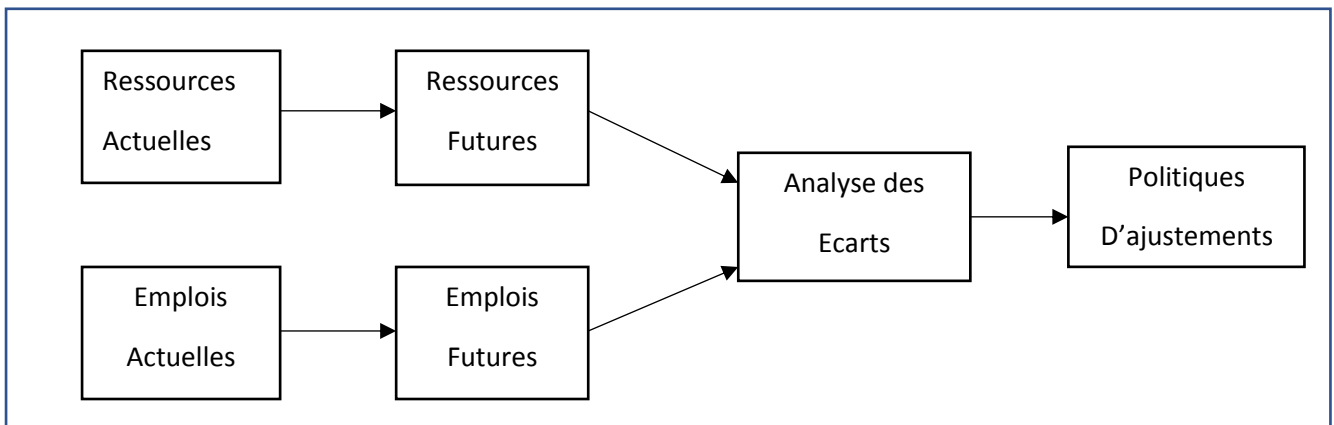 Ressources
Actuelles
Ressources
Futures
Analyse des
Ecarts
Politiques
D’ajustements
Emplois
Actuelles
Emplois
Futures